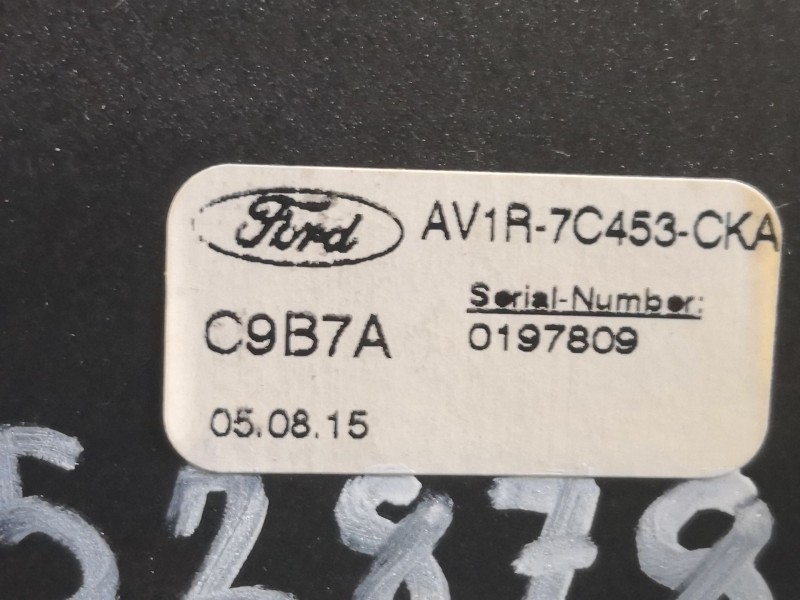 Ford AV1R-7C453-CKA
C9B7A
Serial-Number:
0197809
05.08.15
52878